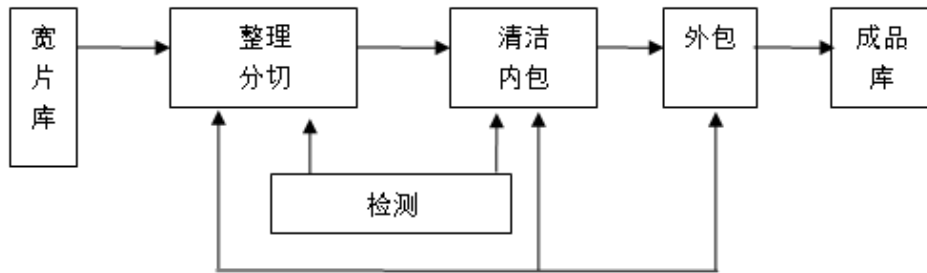 宽
片
库
整理
分切
清洁
内包
外包
成品
库
检测